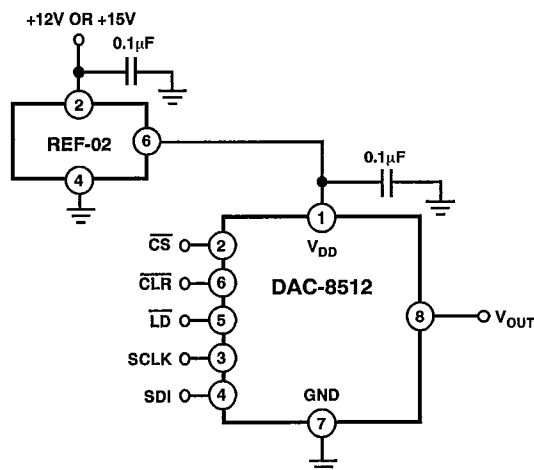 +12V OR +15V
0.1µF
2
REF-02
6
4
0.1µF
1
V_DD
2
CS
6
CLR
DAC-8512
5
LD
8
V_OUT
3
SCLK
4
SDI
GND
7